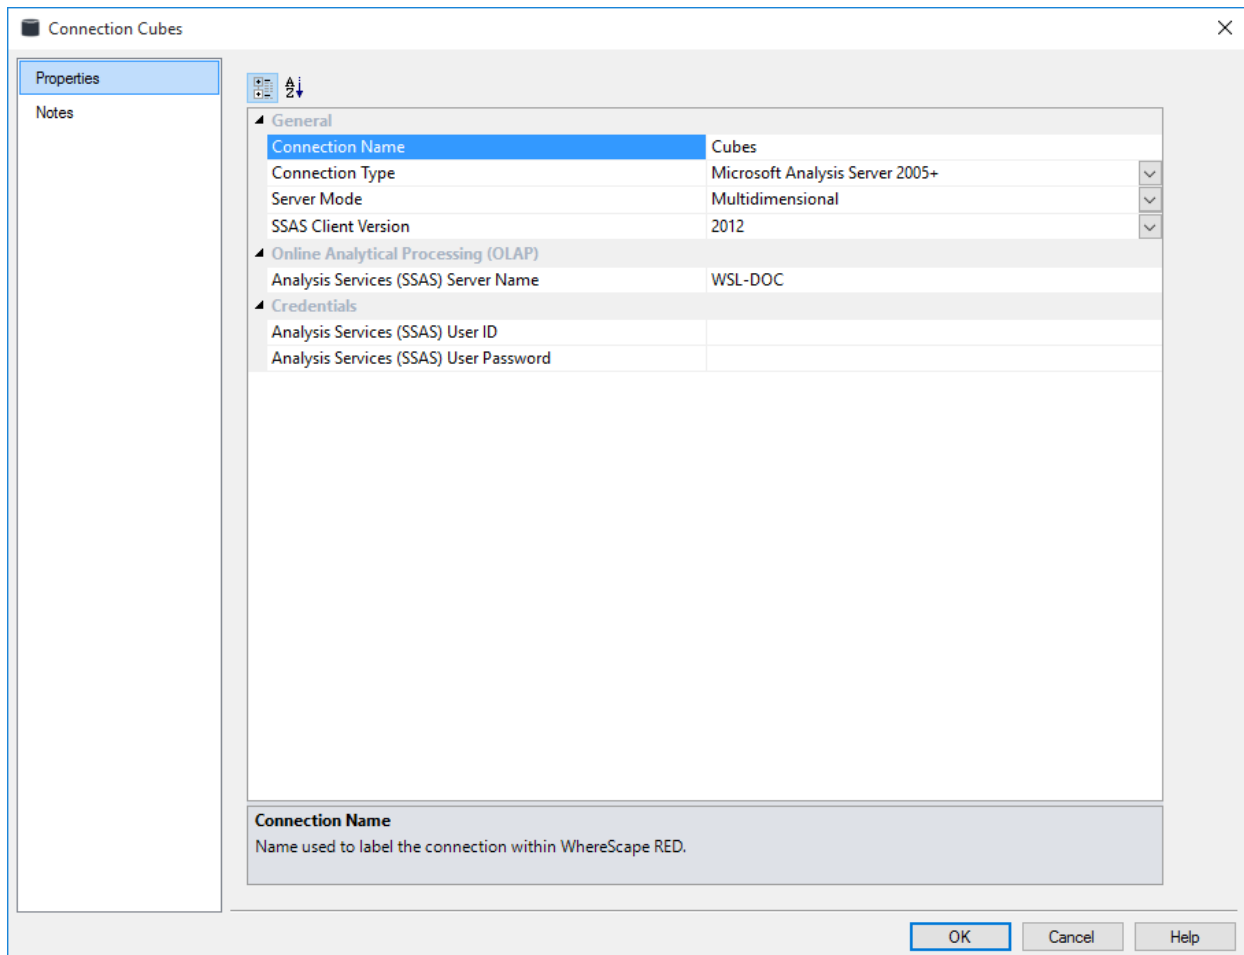 Connection Cubes
Properties
Notes
General
Connection Name Cubes
Connection Type Microsoft Analysis Server 2005+
Server Mode Multidimensional
SSAS Client Version 2012
Online Analytical Processing (OLAP)
Analysis Services (SSAS) Server Name WSL-DOC
Credentials
Analysis Services (SSAS) User ID
Analysis Services (SSAS) User Password
Connection Name
Name used to label the connection within WhereScape RED.
OK Cancel Help